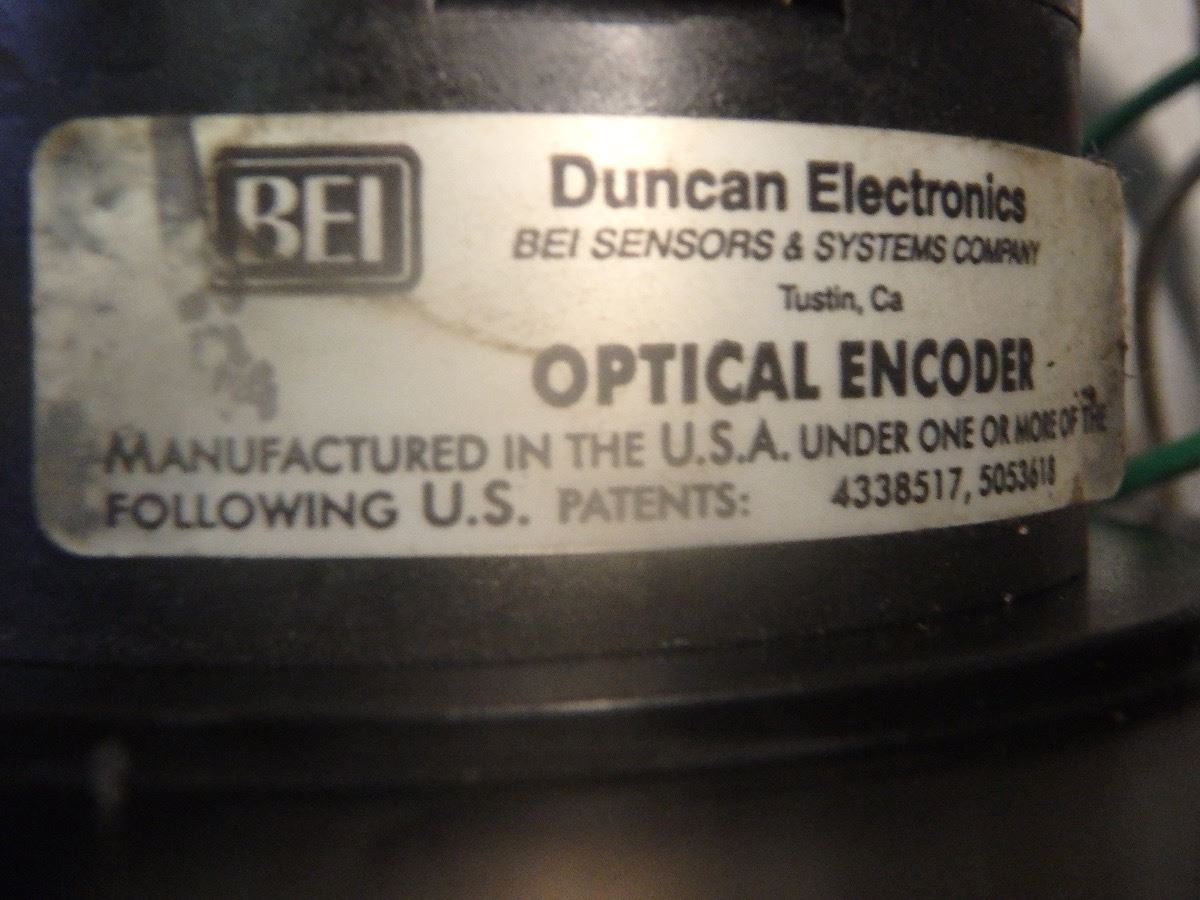 BEI
Duncan Electronics
BEI SENSORS & SYSTEMS COMPANY
Tustin, Ca
OPTICAL ENCODER
MANUFACTURED IN THE U.S.A. UNDER ONE OR MORE OF THE
FOLLOWING U.S. PATENTS: 4338517, 5053618